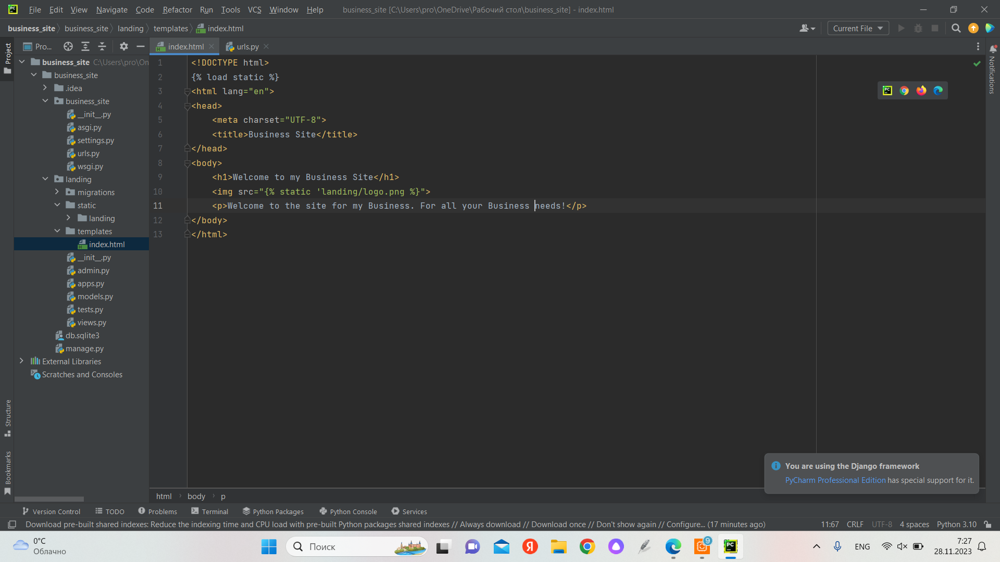 File Edit View Navigate Code Refactor Run Tools VCS Window Help business_site [C:\Users\pro\OneDrive\Рабочий стол\business_site] - index.html
business_site business_site landing templates index.html Current File
Project
Pro...
index.html urls.py
Notifications
business_site C:\Users\pro\On
business_site
.idea
business_site
__init__.py
asgi.py
settings.py
urls.py
wsgi.py
landing
migrations
static
landing
templates
index.html
__init__.py
admin.py
apps.py
models.py
tests.py
views.py
db.sqlite3
manage.py
External Libraries
Scratches and Consoles
1 <!DOCTYPE html>
2 {% load static %}
3 <html lang="en">
4 <head>
5 <meta charset="UTF-8">
6 <title>Business Site</title>
7 </head>
8 <body>
9 <h1>Welcome to my Business Site</h1>
10 <img src="{% static 'landing/logo.png %}">
11 <p>Welcome to the site for my Business. For all your Business needs!</p>
12 </body>
13 </html>
Structure
Bookmarks
You are using the Django framework
PyCharm Professional Edition has special support for it.
html body p
Version Control TODO Problems Terminal Python Packages Python Console Services
Download pre-built shared indexes: Reduce the indexing time and CPU load with pre-built Python packages shared indexes // Always download // Download once // Don't show again // Configure... (17 minutes ago) 11:67 CRLF UTF-8 4 spaces Python 3.10
0°C
Облачно
Поиск
9
ENG
7:27
28.11.2023